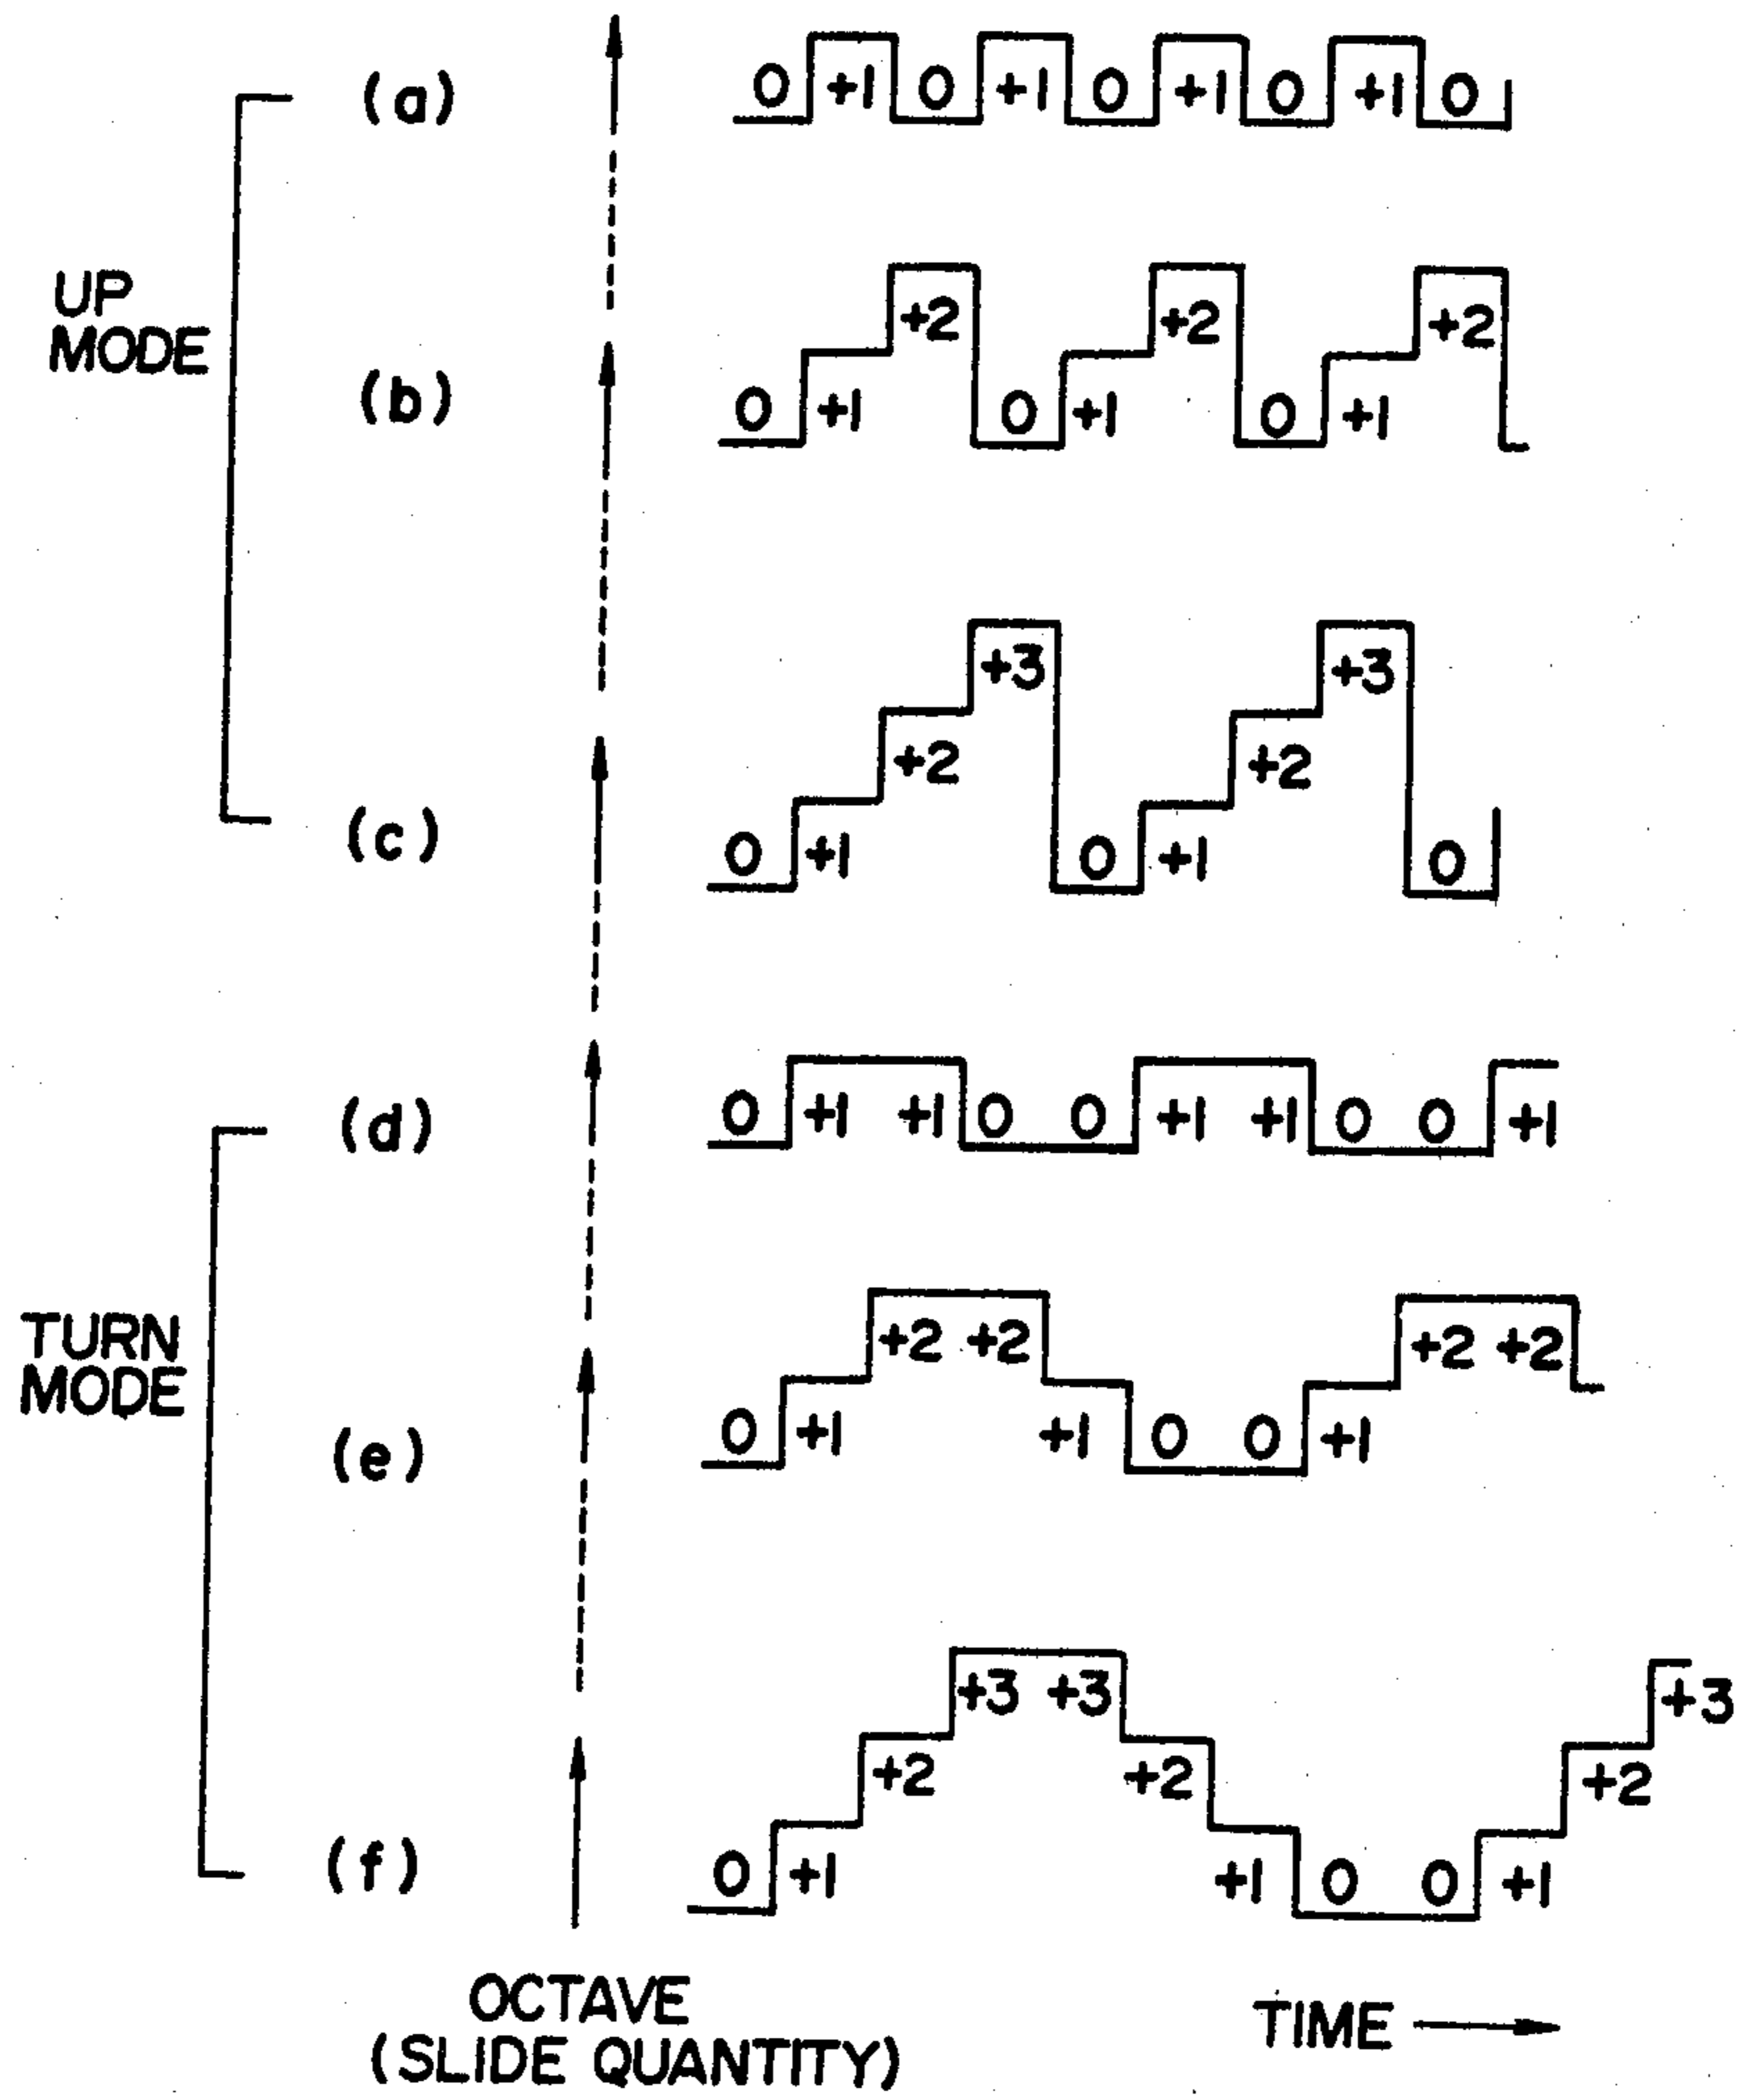 (a)
0 +1 0 +1 0 +1 0 +1 0
UP
MODE
+2 +2 +2
(b)
0 +1 0 +1 0 +1
+3 +3
+2 +2
(c)
0 +1 0 +1 0
(d)
0 +1 +1 0 0 +1 +1 0 0 +1
TURN
MODE
+2 +2 +2 +2
(e)
0 +1 +1 0 0 +1
+3 +3 +3
+2 +2 +2
(f)
0 +1 +1 0 0 +1
OCTAVE
(SLIDE QUANTITY)
TIME